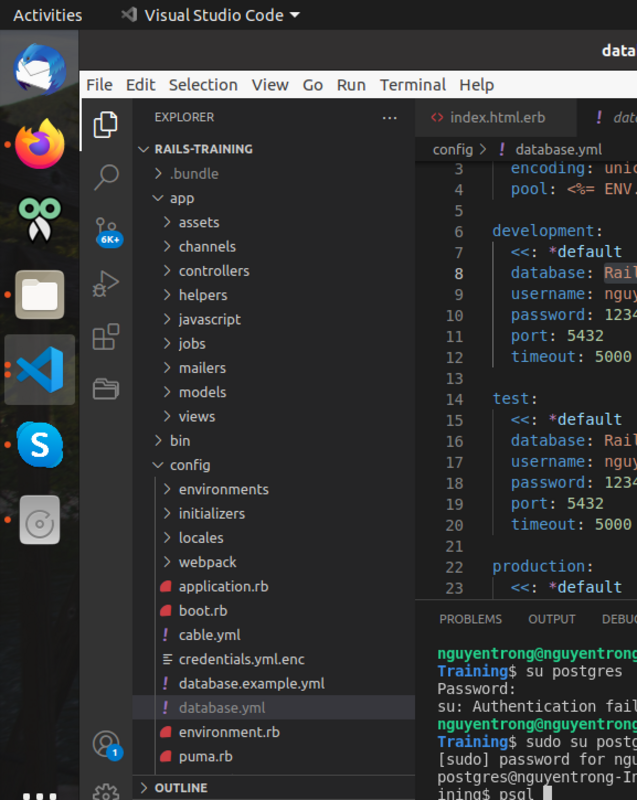 Activities
Visual Studio Code
data
File Edit Selection View Go Run Terminal Help
EXPLORER
RAILS-TRAINING
.bundle
app
assets
channels
controllers
helpers
javascript
jobs
mailers
models
views
bin
config
environments
initializers
locales
webpack
application.rb
boot.rb
cable.yml
credentials.yml.enc
database.example.yml
database.yml
environment.rb
puma.rb
OUTLINE
6K+
1
index.html.erb
! dat
config > ! database.yml
3 encoding: unic
4 pool: <%= ENV.
5
6 development:
7 <<: *default
8 database: Rail
9 username: nguy
10 password: 1234
11 port: 5432
12 timeout: 5000
13
14 test:
15 <<: *default
16 database: Rail
17 username: nguy
18 password: 1234
19 port: 5432
20 timeout: 5000
21
22 production:
23 <<: *default
PROBLEMS OUTPUT DEBU
nguyentrong@nguyentrong
Training$ su postgres
Password:
su: Authentication fail
nguyentrong@nguyentrong
Training$ sudo su postg
[sudo] password for ngu
postgres@nguyentrong-In
ining$ psql